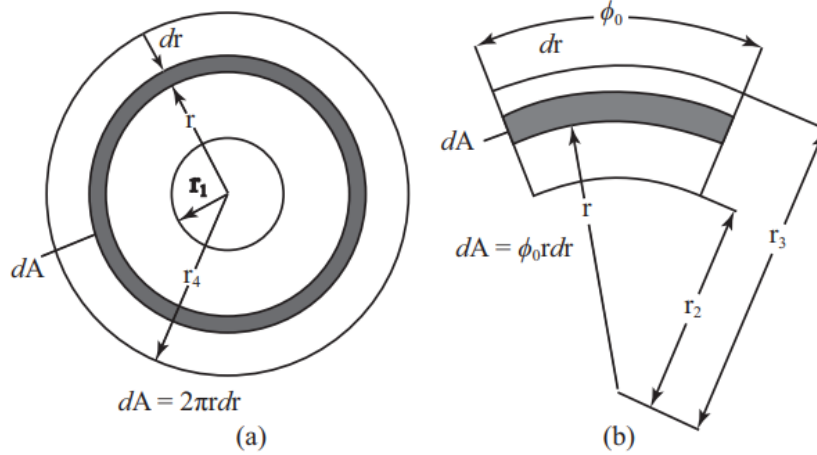 dr
r
r₁
r₄
dA
dA = 2πrdr
(a)
ϕ₀
dr
dA
r
dA = ϕ₀rdr
r₃
r₂
(b)